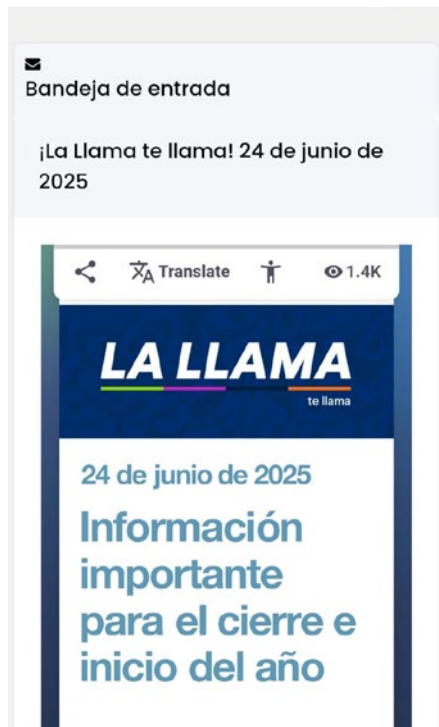 Bandeja de entrada
¡La Llama te llama! 24 de junio de
2025
Translate 1.4K
LA LLAMA
te llama
24 de junio de 2025
Información
importante
para el cierre e
inicio del año